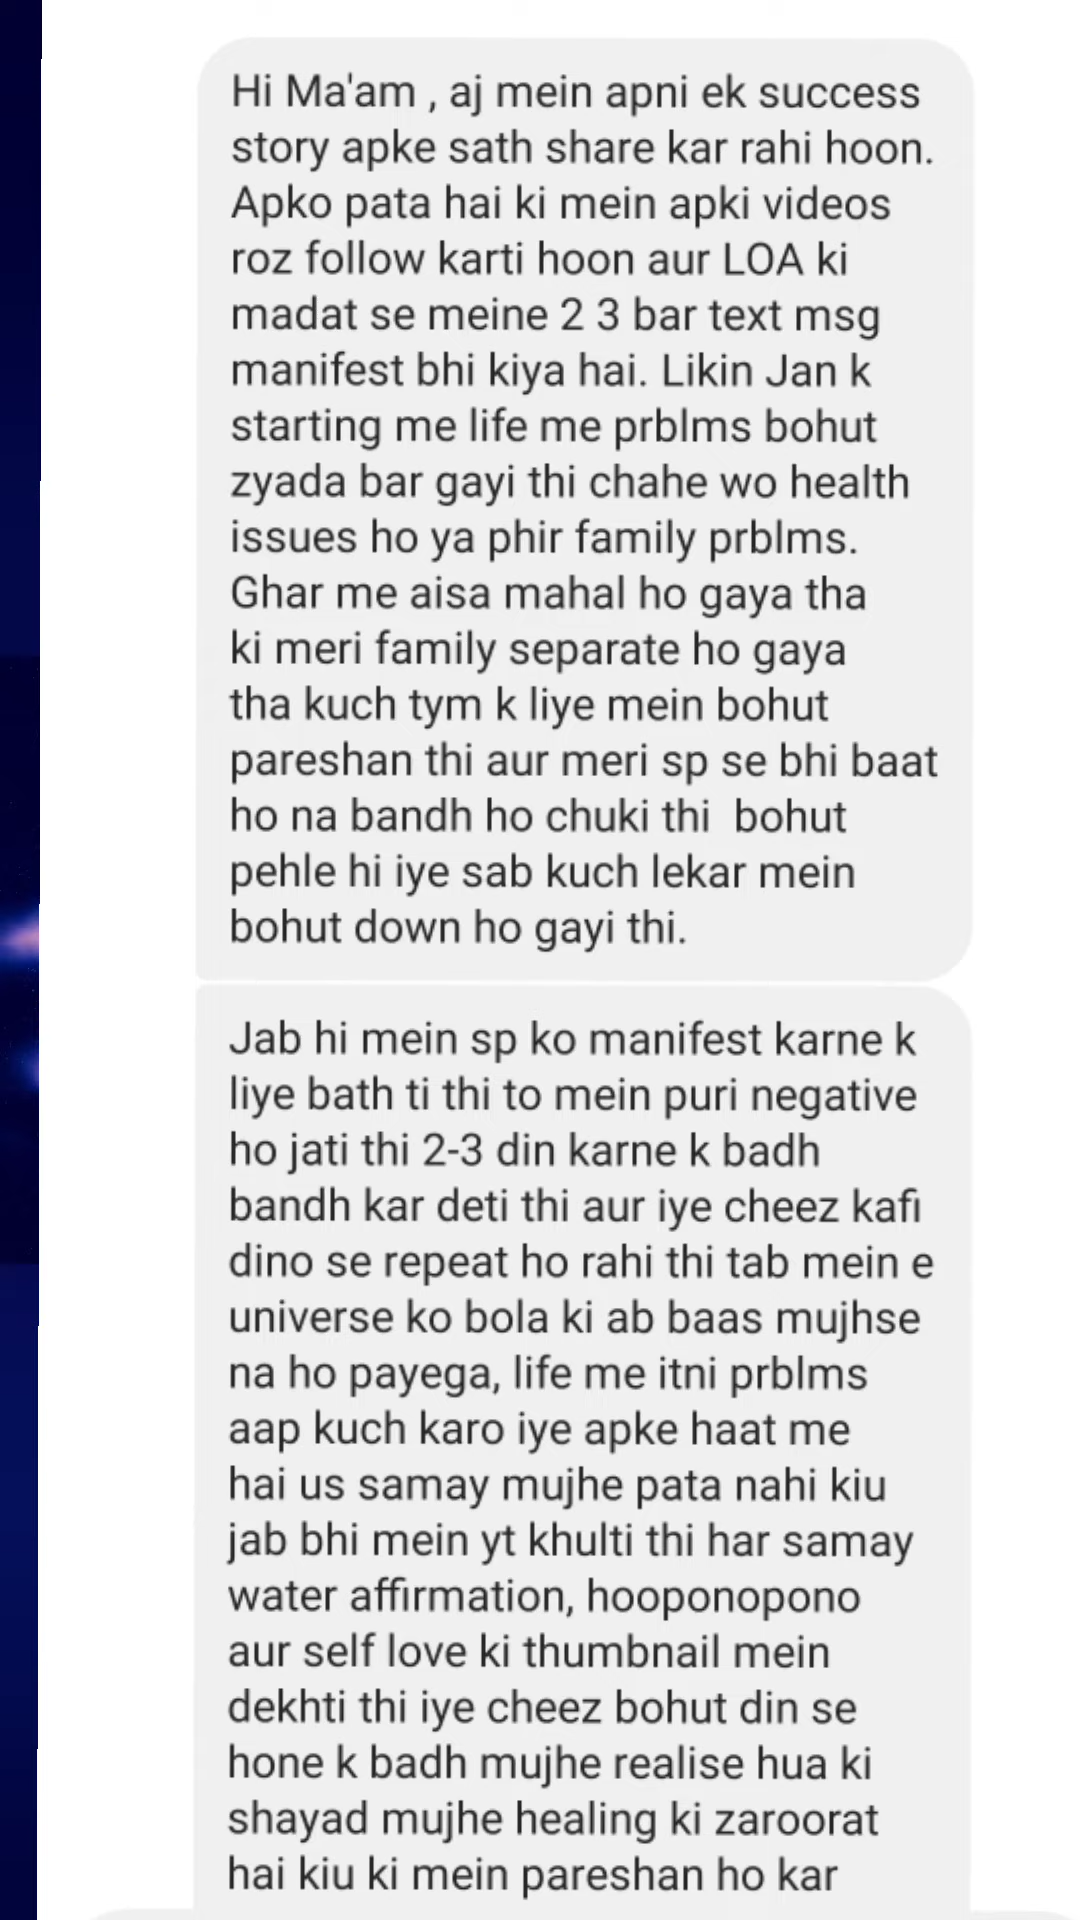 Hi Ma'am , aj mein apni ek success
story apke sath share kar rahi hoon.
Apko pata hai ki mein apki videos
roz follow karti hoon aur LOA ki
madat se meine 2 3 bar text msg
manifest bhi kiya hai. Likin Jan k
starting me life me prblms bohut
zyada bar gayi thi chahe wo health
issues ho ya phir family prblms.
Ghar me aisa mahal ho gaya tha
ki meri family separate ho gaya
tha kuch tym k liye mein bohut
pareshan thi aur meri sp se bhi baat
ho na bandh ho chuki thi  bohut
pehle hi iye sab kuch lekar mein
bohut down ho gayi thi.
Jab hi mein sp ko manifest karne k
liye bath ti thi to mein puri negative
ho jati thi 2-3 din karne k badh
bandh kar deti thi aur iye cheez kafi
dino se repeat ho rahi thi tab mein e
universe ko bola ki ab baas mujhse
na ho payega, life me itni prblms
aap kuch karo iye apke haat me
hai us samay mujhe pata nahi kiu
jab bhi mein yt khulti thi har samay
water affirmation, hooponopono
aur self love ki thumbnail mein
dekhti thi iye cheez bohut din se
hone k badh mujhe realise hua ki
shayad mujhe healing ki zaroorat
hai kiu ki mein pareshan ho kar